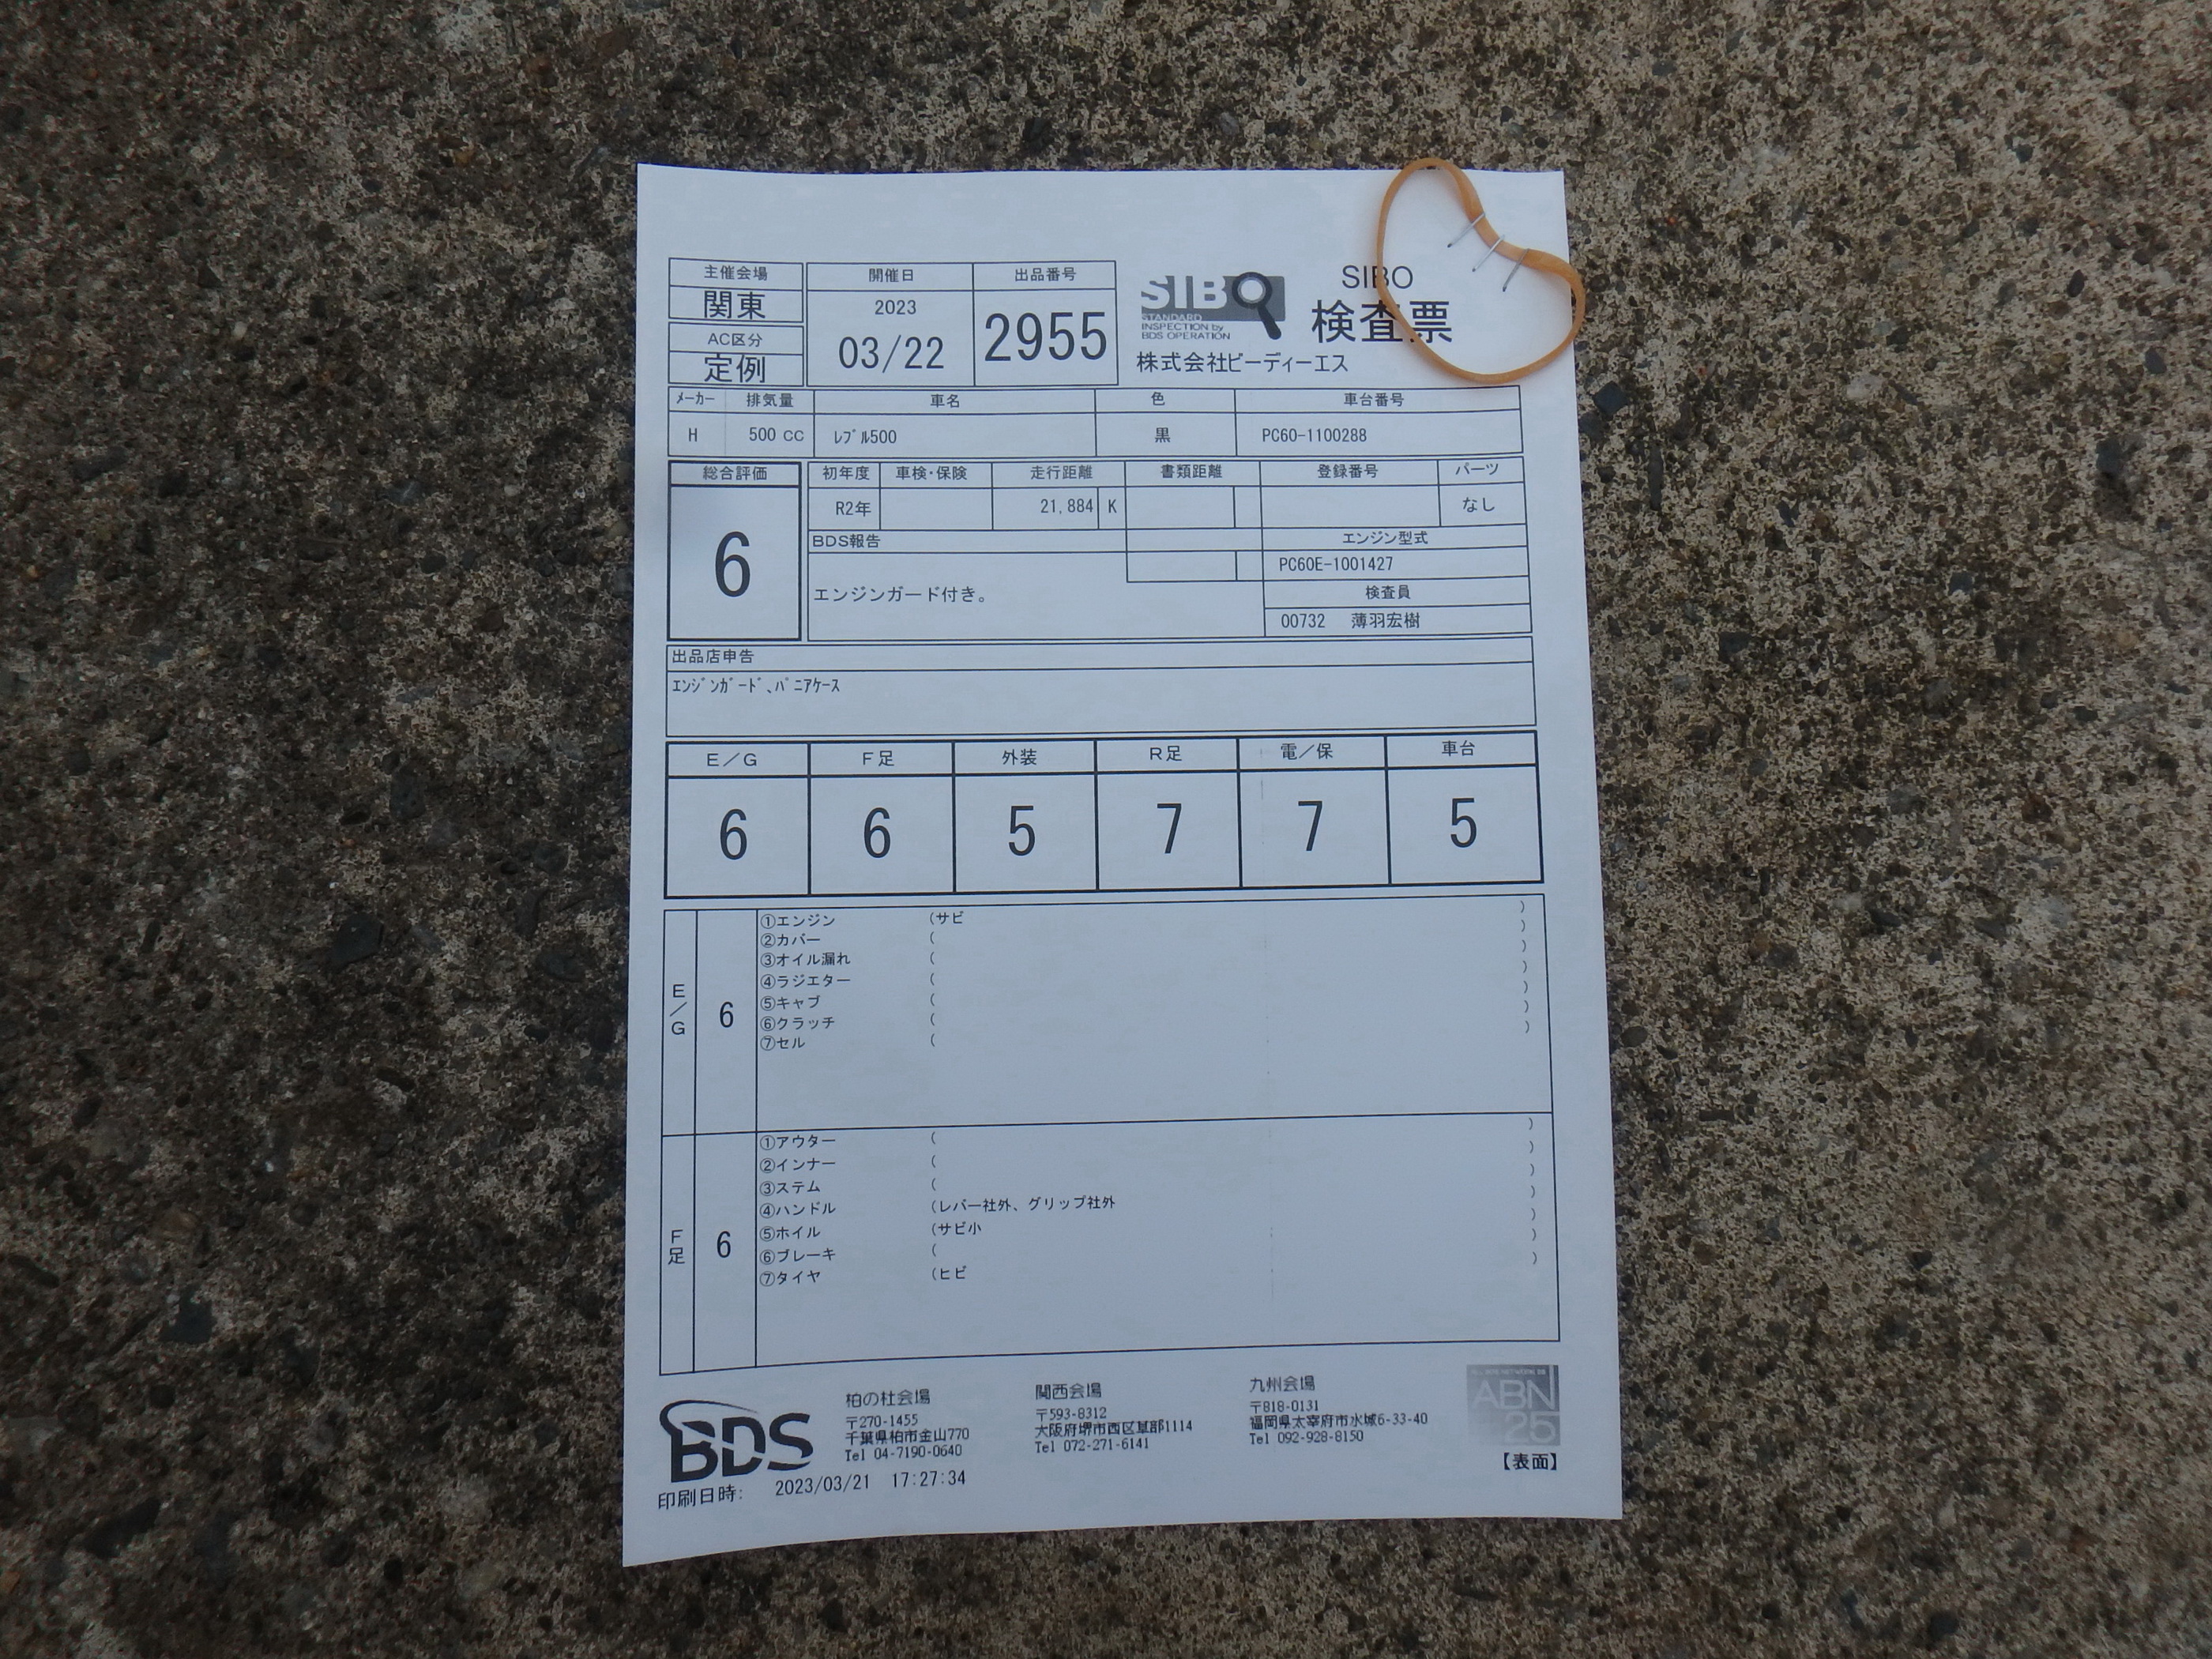 主催会場 開催日 出品番号
関東 2023 03/22 2955
AC区分
定例
SIBO
STANDARD
INSPECTION by
BDS OPERATION
SIBO
検査票
株式会社ビーディーエス
ﾒｰｶｰ 排気量 車名 色 車台番号
H 500 CC ﾚﾌﾞﾙ500 黒 PC60-1100288
総合評価 初年度 車検・保険 走行距離 書類距離 登録番号 パーツ
6 R2年 21,884 K なし
BDS報告 エンジン型式
PC60E-1001427
エンジンガード付き。 検査員
00732 薄羽宏樹
出品店申告
ｴﾝｼﾞﾝｶﾞｰﾄﾞ､ﾊﾟﾆｱｹｰｽ
E/G F足 外装 R足 電/保 車台
6 6 5 7 7 5
E/G 6
①エンジン (サビ )
②カバー ( )
③オイル漏れ ( )
④ラジエター ( )
⑤キャブ ( )
⑥クラッチ ( )
⑦セル ( )
F足 6
①アウター ( )
②インナー ( )
③ステム ( )
④ハンドル (レバー社外、グリップ社外 )
⑤ホイル (サビ小 )
⑥ブレーキ ( )
⑦タイヤ (ヒビ )
BDS
柏の杜会場
〒270-1455
千葉県柏市金山770
Tel 04-7190-0640
関西会場
〒593-8312
大阪府堺市西区草部1114
Tel 072-271-6141
九州会場
〒818-0131
福岡県太宰府市水城6-33-40
Tel 092-928-8150
ABN
25
【表面】
印刷日時: 2023/03/21 17:27:34